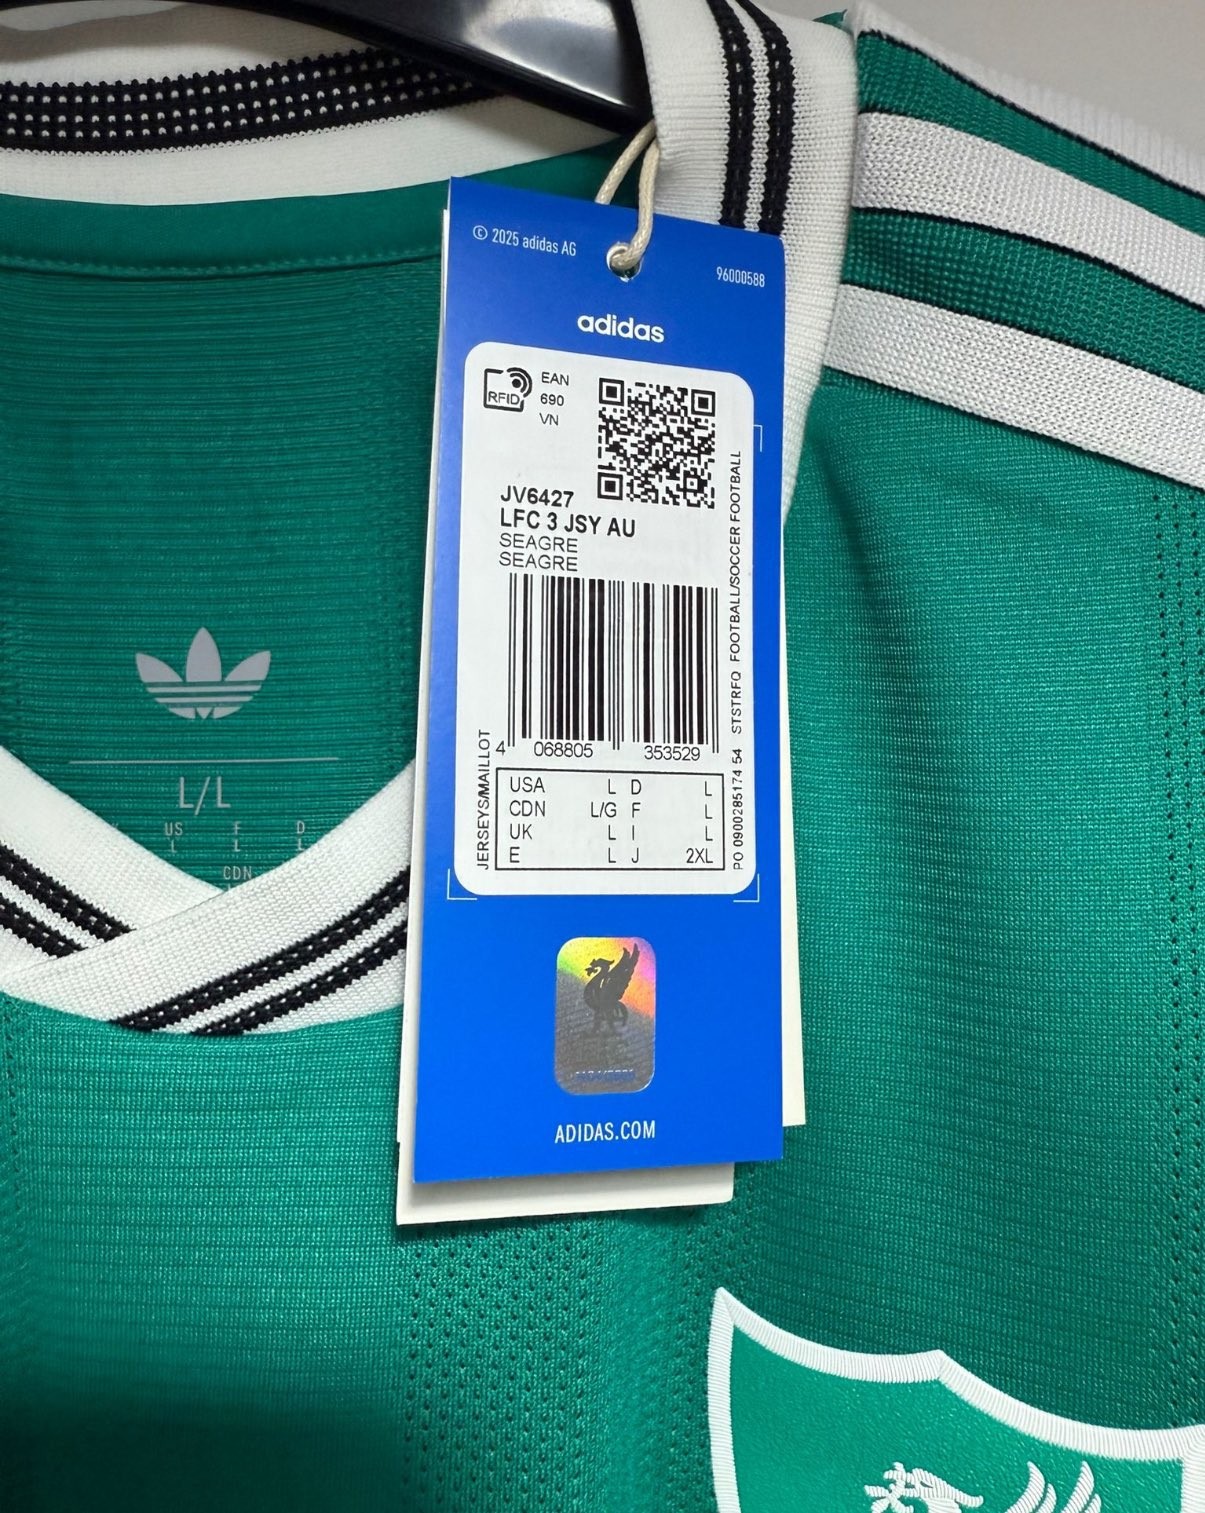 © 2025 adidas AG
96000588
adidas
RFID
EAN
690
VN
JV6427
LFC 3 JSY AU
SEAGRE
SEAGRE
4 068805 353529
JERSEYS/MAILLOT
PO 0900285174 54 STSTRFQ FOOTBALL/SOCCER FOOTBALL
USA L D L
CDN L/G F L
UK L I L
E L J 2XL
ADIDAS.COM
L/L
US F D
L L L
CDN